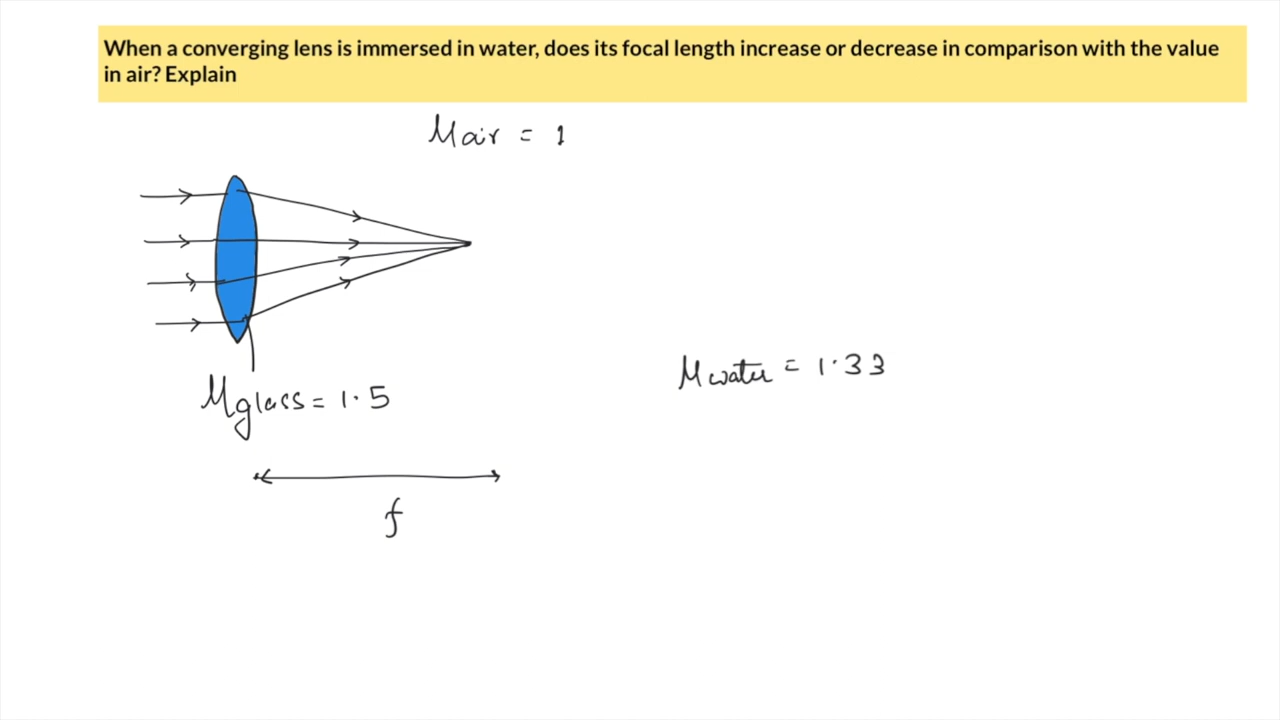 When a converging lens is immersed in water, does its focal length increase or decrease in comparison with the value
in air? Explain
μair = 1
μwater = 1.33
μglass = 1.5
f